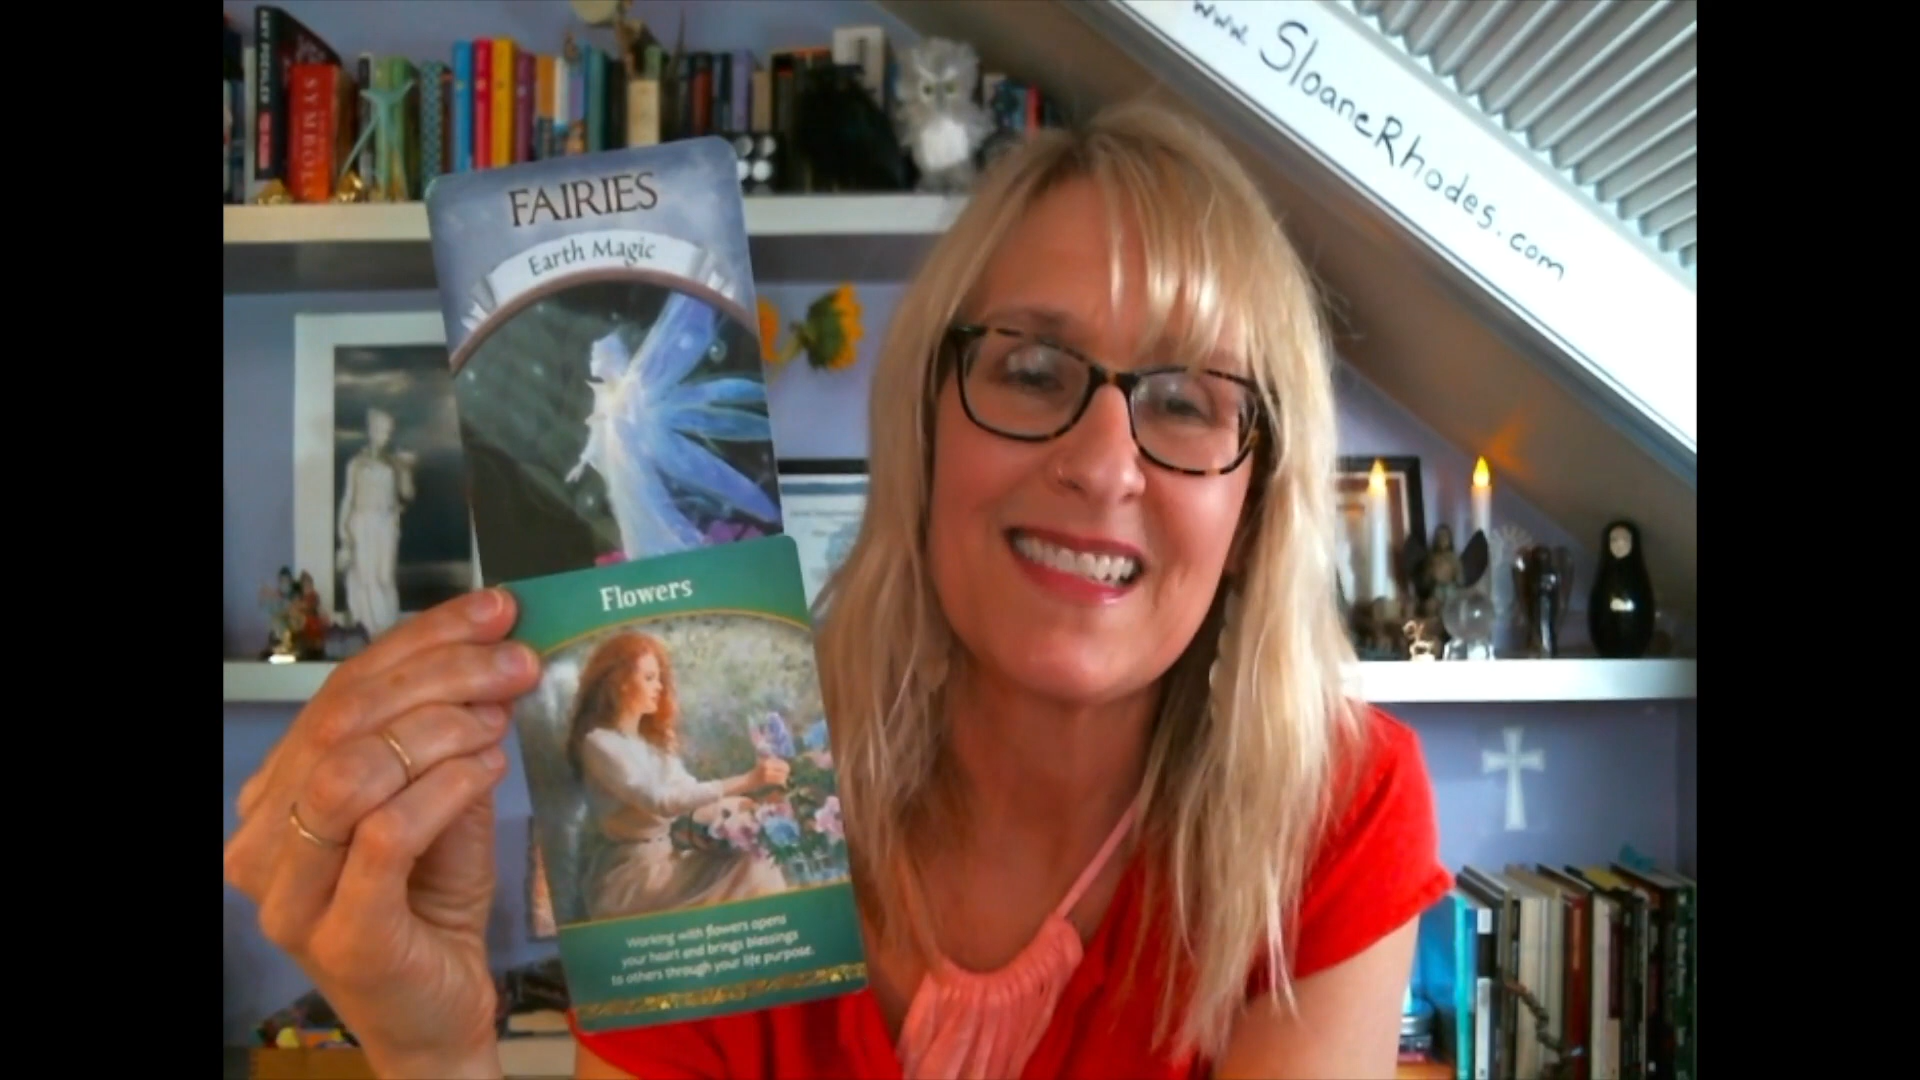 www.SloaneRhodes.com
FAIRIES
Earth Magic
Flowers
Working with flowers opens
your heart and brings blessings
to others through your life purpose.